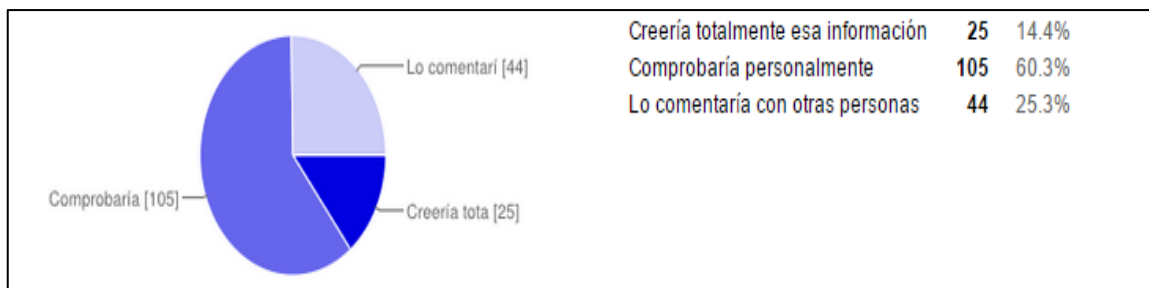 Lo comentarí [44]
Comprobaría [105]
Creería tota [25]
Creería totalmente esa información 25 14.4%
Comprobaría personalmente 105 60.3%
Lo comentaría con otras personas 44 25.3%